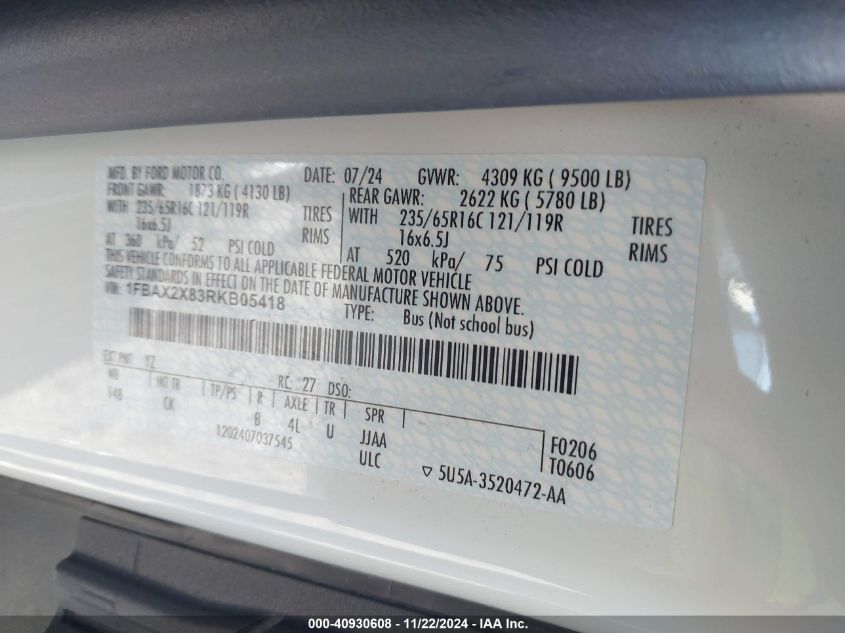 MFD. BY FORD MOTOR CO.
DATE: 07/24 GVWR: 4309 KG ( 9500 LB)
FRONT GAWR: 1873 KG ( 4130 LB)
WITH 235/65R16C 121/119R TIRES
16x6.5J RIMS
AT 360 kPa/ 52 PSI COLD
REAR GAWR: 2622 KG ( 5780 LB)
WITH 235/65R16C 121/119R TIRES
16x6.5J RIMS
AT 520 kPa/ 75 PSI COLD
THIS VEHICLE CONFORMS TO ALL APPLICABLE FEDERAL MOTOR VEHICLE
SAFETY STANDARDS IN EFFECT ON THE DATE OF MANUFACTURE SHOWN ABOVE.
VIN: 1FBAX2X83RKB05418
TYPE: Bus (Not school bus)
EXT PNT YZ RC: 27 DSO:
WB INT TR TP/PS R AXLE TR SPR
148 CK B 4L U JJAA
1202407037545 ULC
F0206
T0606
▽ 5U5A-3520472-AA
000-40930608 - 11/22/2024 - IAA Inc.